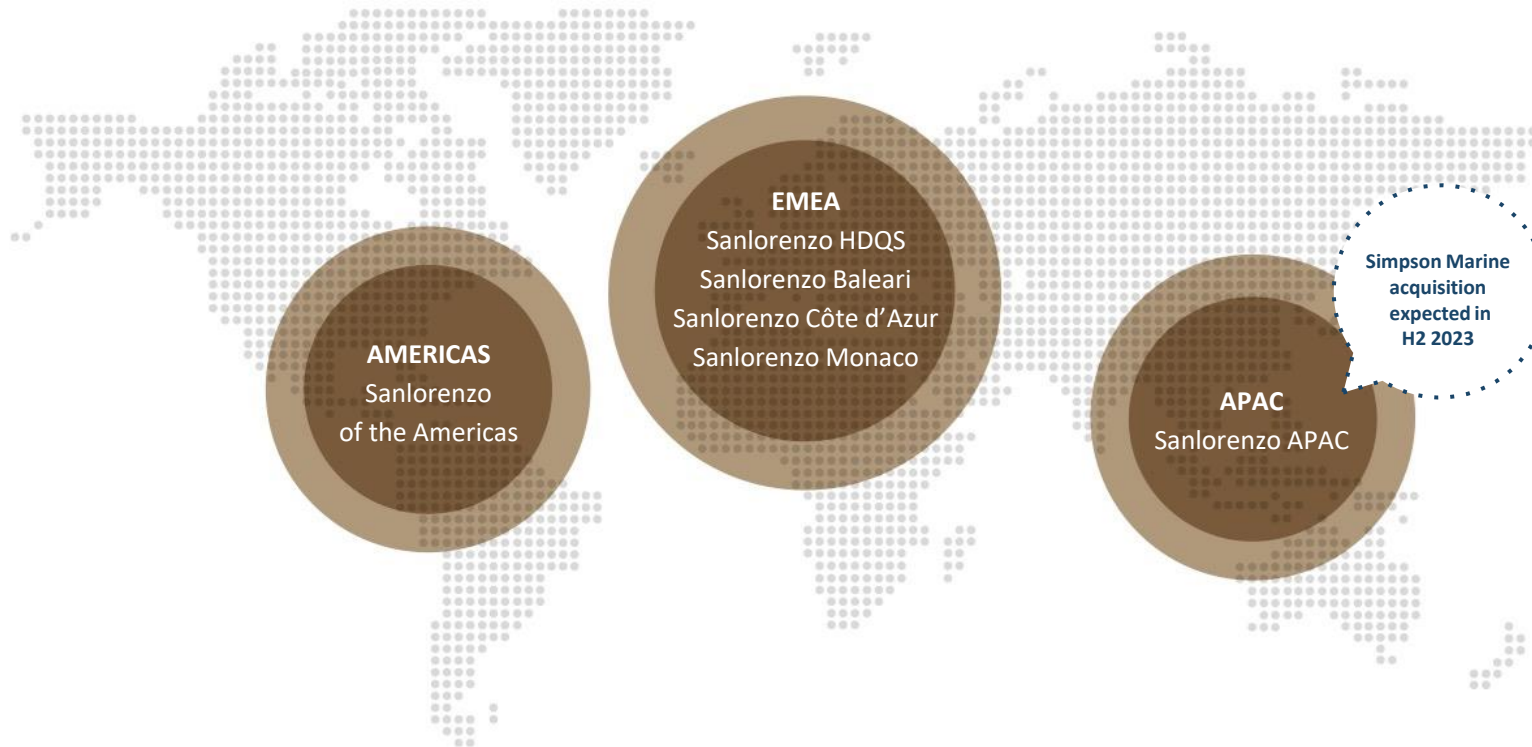 AMERICAS
Sanlorenzo
of the Americas
EMEA
Sanlorenzo HDQS
Sanlorenzo Baleari
Sanlorenzo Côte d’Azur
Sanlorenzo Monaco
APAC
Sanlorenzo APAC
Simpson Marine
acquisition
expected in
H2 2023